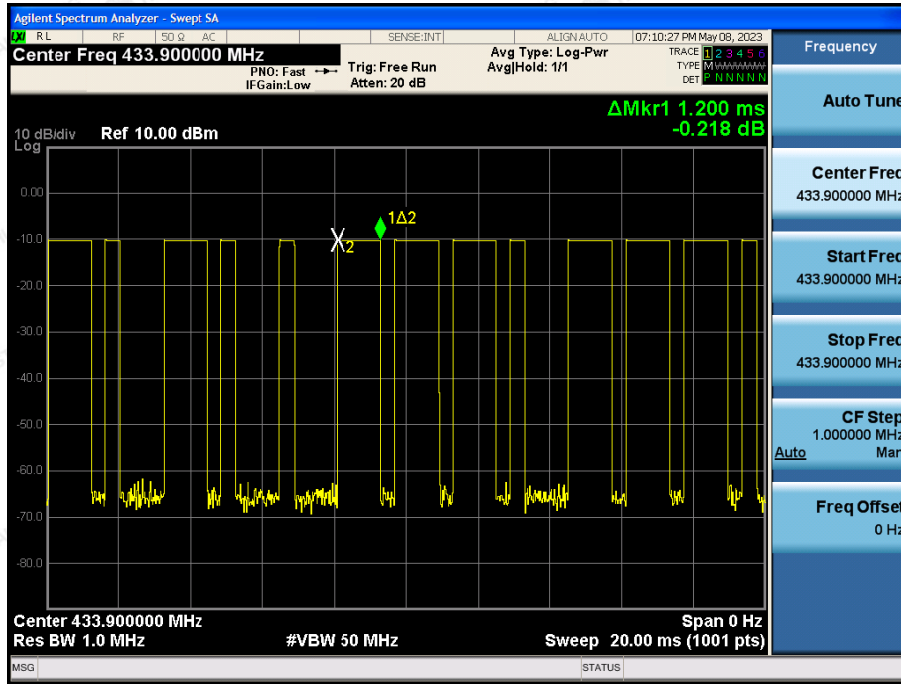 Agilent Spectrum Analyzer - Swept SA
LXI RL RF 50 Ω AC SENSE:INT ALIGNAUTO 07:10:27 PM May 08, 2023
Center Freq 433.900000 MHz
PNO: Fast
IFGain:Low
Trig: Free Run
Atten: 20 dB
Avg Type: Log-Pwr
Avg|Hold: 1/1
TRACE 1 2 3 4 5 6
TYPE M
DET P N N N N N
ΔMkr1 1.200 ms
-0.218 dB
10 dB/div Ref 10.00 dBm
Log
0.00
-10.0
-20.0
-30.0
-40.0
-50.0
-60.0
-70.0
-80.0
1Δ2
2
Center 433.900000 MHz Span 0 Hz
Res BW 1.0 MHz #VBW 50 MHz Sweep 20.00 ms (1001 pts)
MSG STATUS
Frequency
Auto Tune
Center Freq
433.900000 MHz
Start Freq
433.900000 MHz
Stop Freq
433.900000 MHz
CF Step
1.000000 MHz
Auto Man
Freq Offset
0 Hz